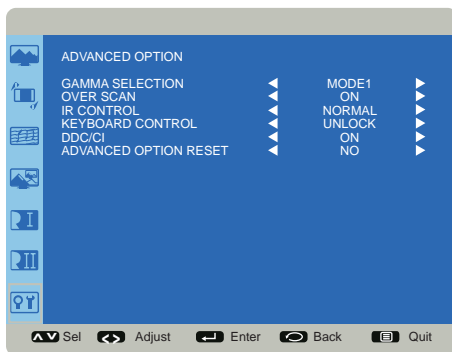 ADVANCED OPTION
GAMMA SELECTION MODE1
OVER SCAN ON
IR CONTROL NORMAL
KEYBOARD CONTROL UNLOCK
DDC/CI ON
ADVANCED OPTION RESET NO
Sel Adjust Enter Back Quit